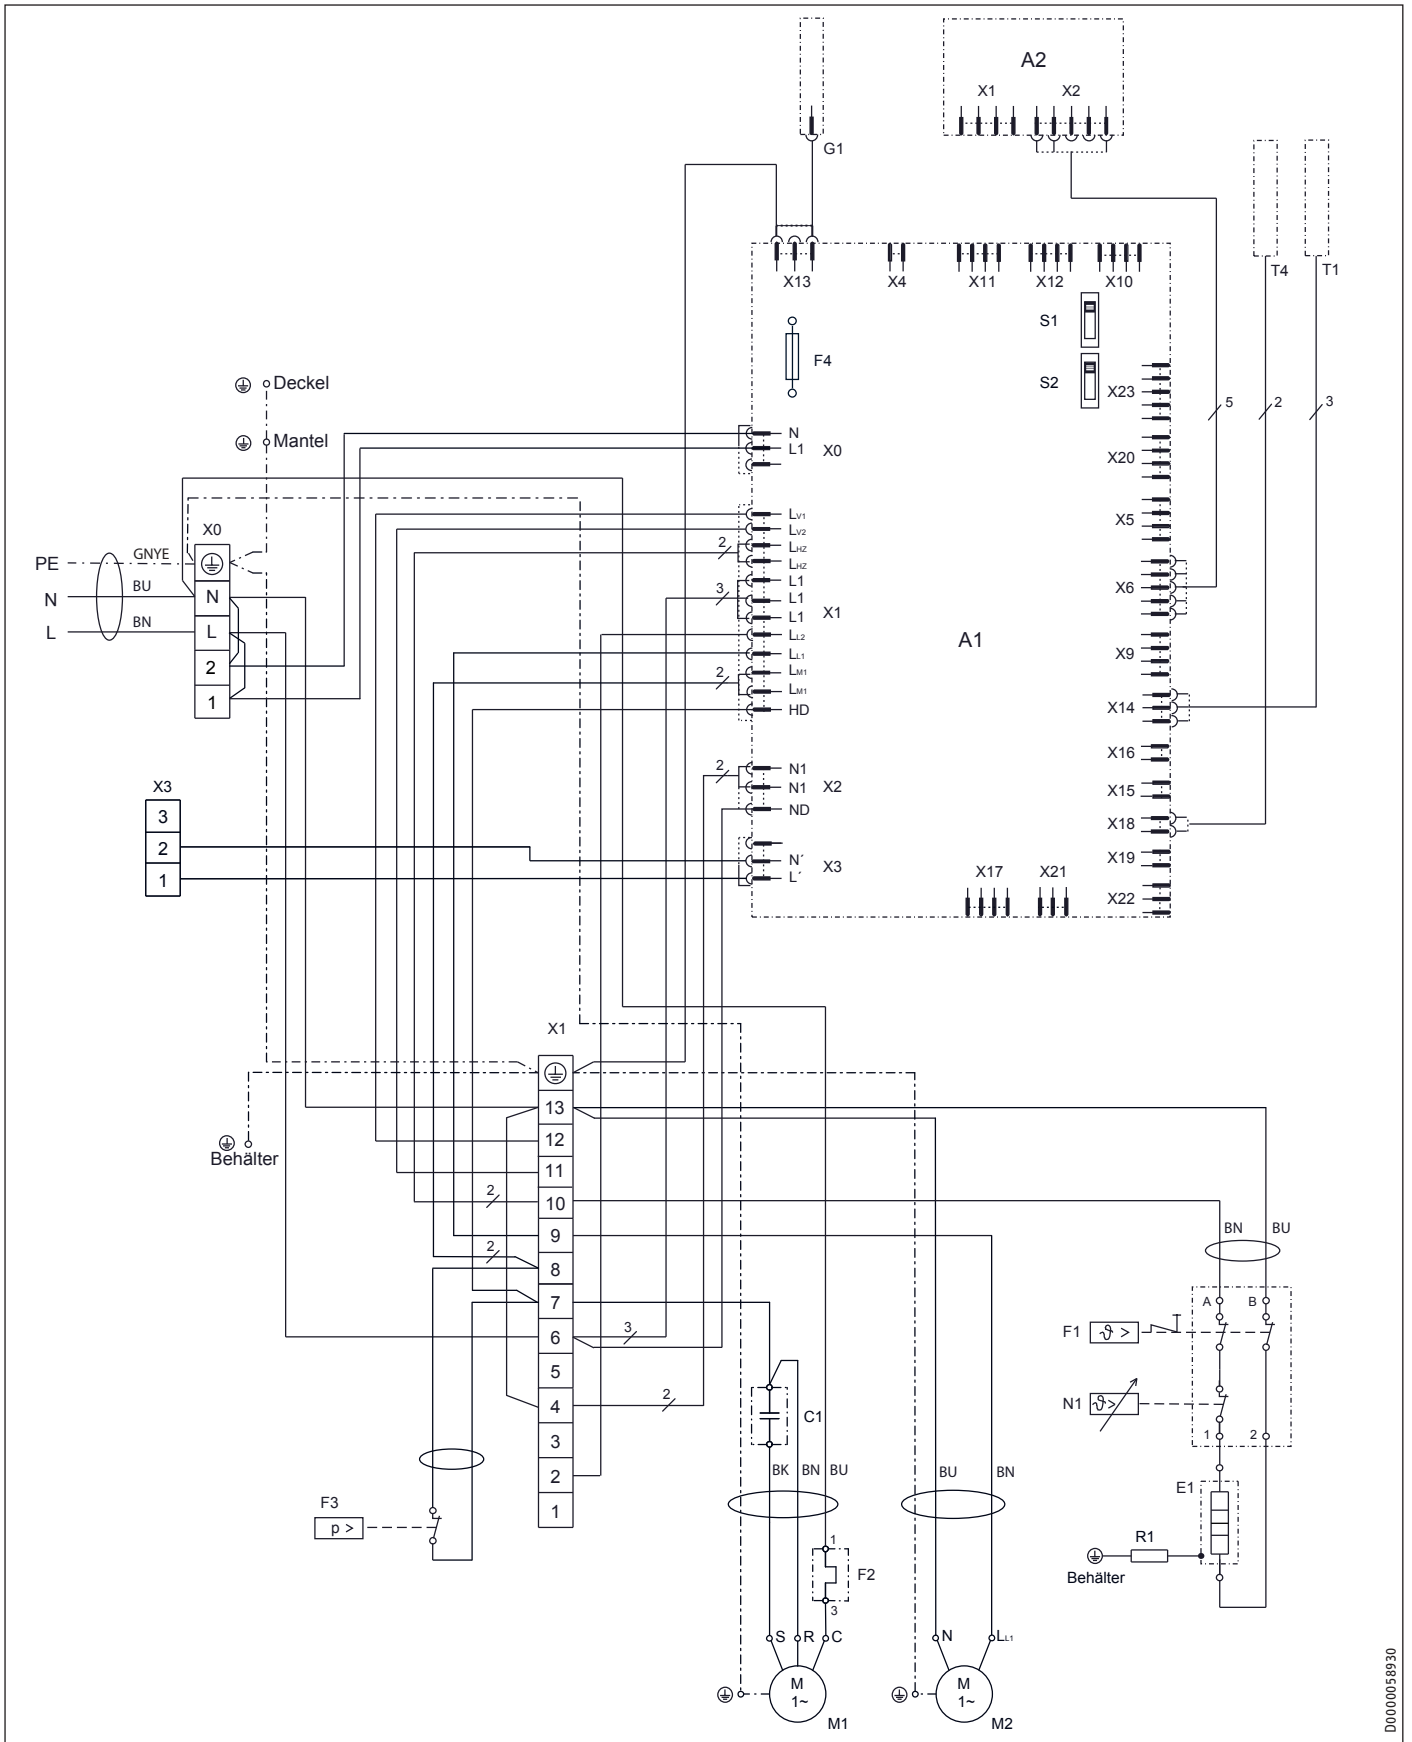 A2
X1 X2
G1
T4 T1
X13 X4 X11 X12 X10
S1
F4
S2
X23
5 2 3
Deckel
Mantel
N
L1 X0
X20
X0
PE GNYE
N BU N
L BN L
2
1
LV1
LV2
2 LHZ
LHZ
L1
3 L1
L1
X1
LL2
LL1
2 LM1
LM1
HD
A1
X5
X6
X9
X14
X16
X15
X18
X19
X22
X3
3
2
1
2 N1
N1 X2
ND
N´ X3
L´
X17 X21
X1
13
12
11
2 10
9
2 8
7
6 3
5
4 2
3
2
1
Behälter
BN BU
A B
F1 ϑ >
N1 ϑ>
1 2
E1
R1
Behälter
C1
BK BN BU
BU BN
F3
p >
1
F2
3
S R C
N LL1
M
1~
M1
M
1~
M2
D0000058930